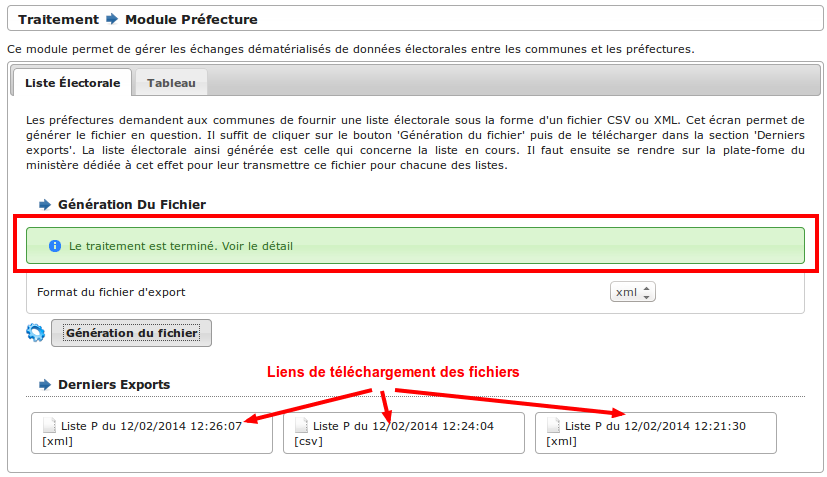 Traitement Module Préfecture
Ce module permet de gérer les échanges dématérialisés de données électorales entre les communes et les préfectures.
Liste Électorale Tableau
Les préfectures demandent aux communes de fournir une liste électorale sous la forme d'un fichier CSV ou XML. Cet écran permet de
générer le fichier en question. Il suffit de cliquer sur le bouton 'Génération du fichier' puis de le télécharger dans la section 'Derniers
exports'. La liste électorale ainsi générée est celle qui concerne la liste en cours. Il faut ensuite se rendre sur la plate-fome du
ministère dédiée à cet effet pour leur transmettre ce fichier pour chacune des listes.
Génération Du Fichier
Le traitement est terminé. Voir le détail
Format du fichier d'export xml
Génération du fichier
Liens de téléchargement des fichiers
Derniers Exports
Liste P du 12/02/2014 12:26:07
[xml]
Liste P du 12/02/2014 12:24:04
[csv]
Liste P du 12/02/2014 12:21:30
[xml]